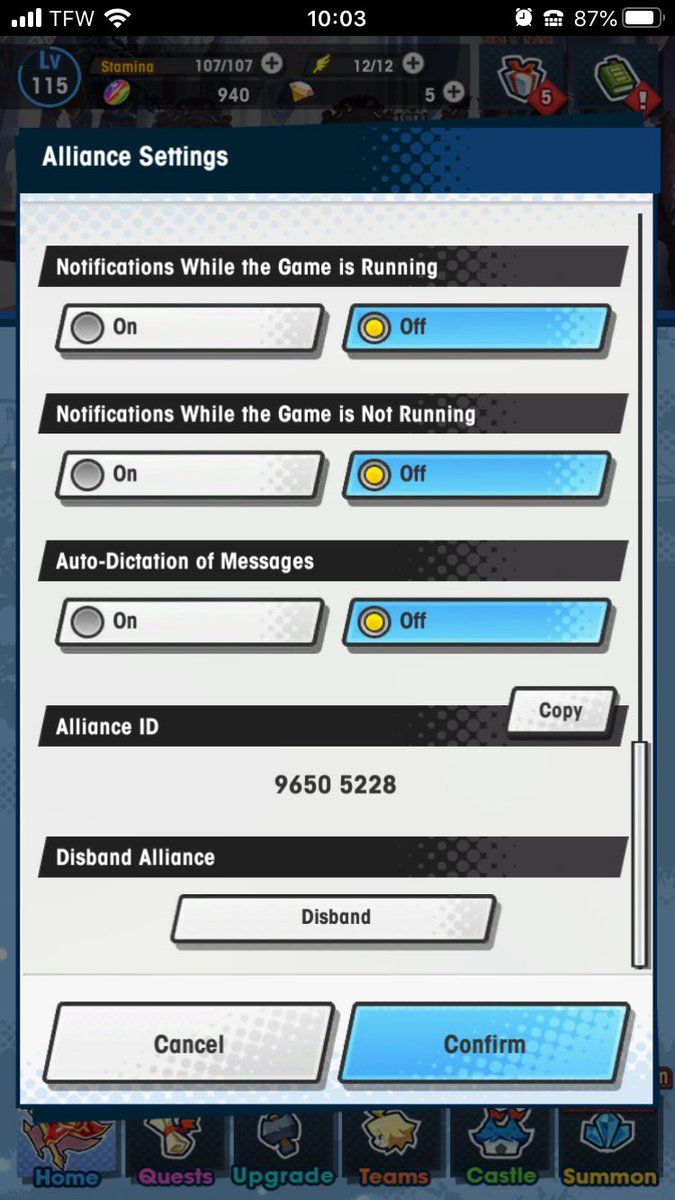 TFW 10:03 87%
Lv
115
Stamina 107/107 12/12
940 5
5 !
Alliance Settings
Notifications While the Game is Running
On Off
Notifications While the Game is Not Running
On Off
Auto-Dictation of Messages
On Off
Copy
Alliance ID
9650 5228
Disband Alliance
Disband
Cancel Confirm
Home Quests Upgrade Teams Castle Summon